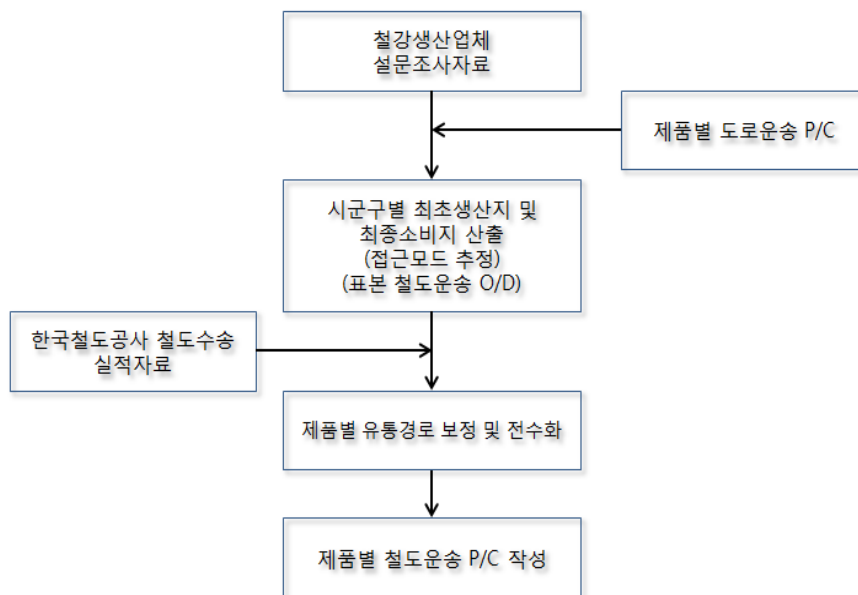 철강생산업체
설문조사자료
제품별 도로운송 P/C
시군구별 최초생산지 및
최종소비지 산출
(접근모드 추정)
(표본 철도운송 O/D)
한국철도공사 철도수송
실적자료
제품별 유통경로 보정 및 전수화
제품별 철도운송 P/C 작성